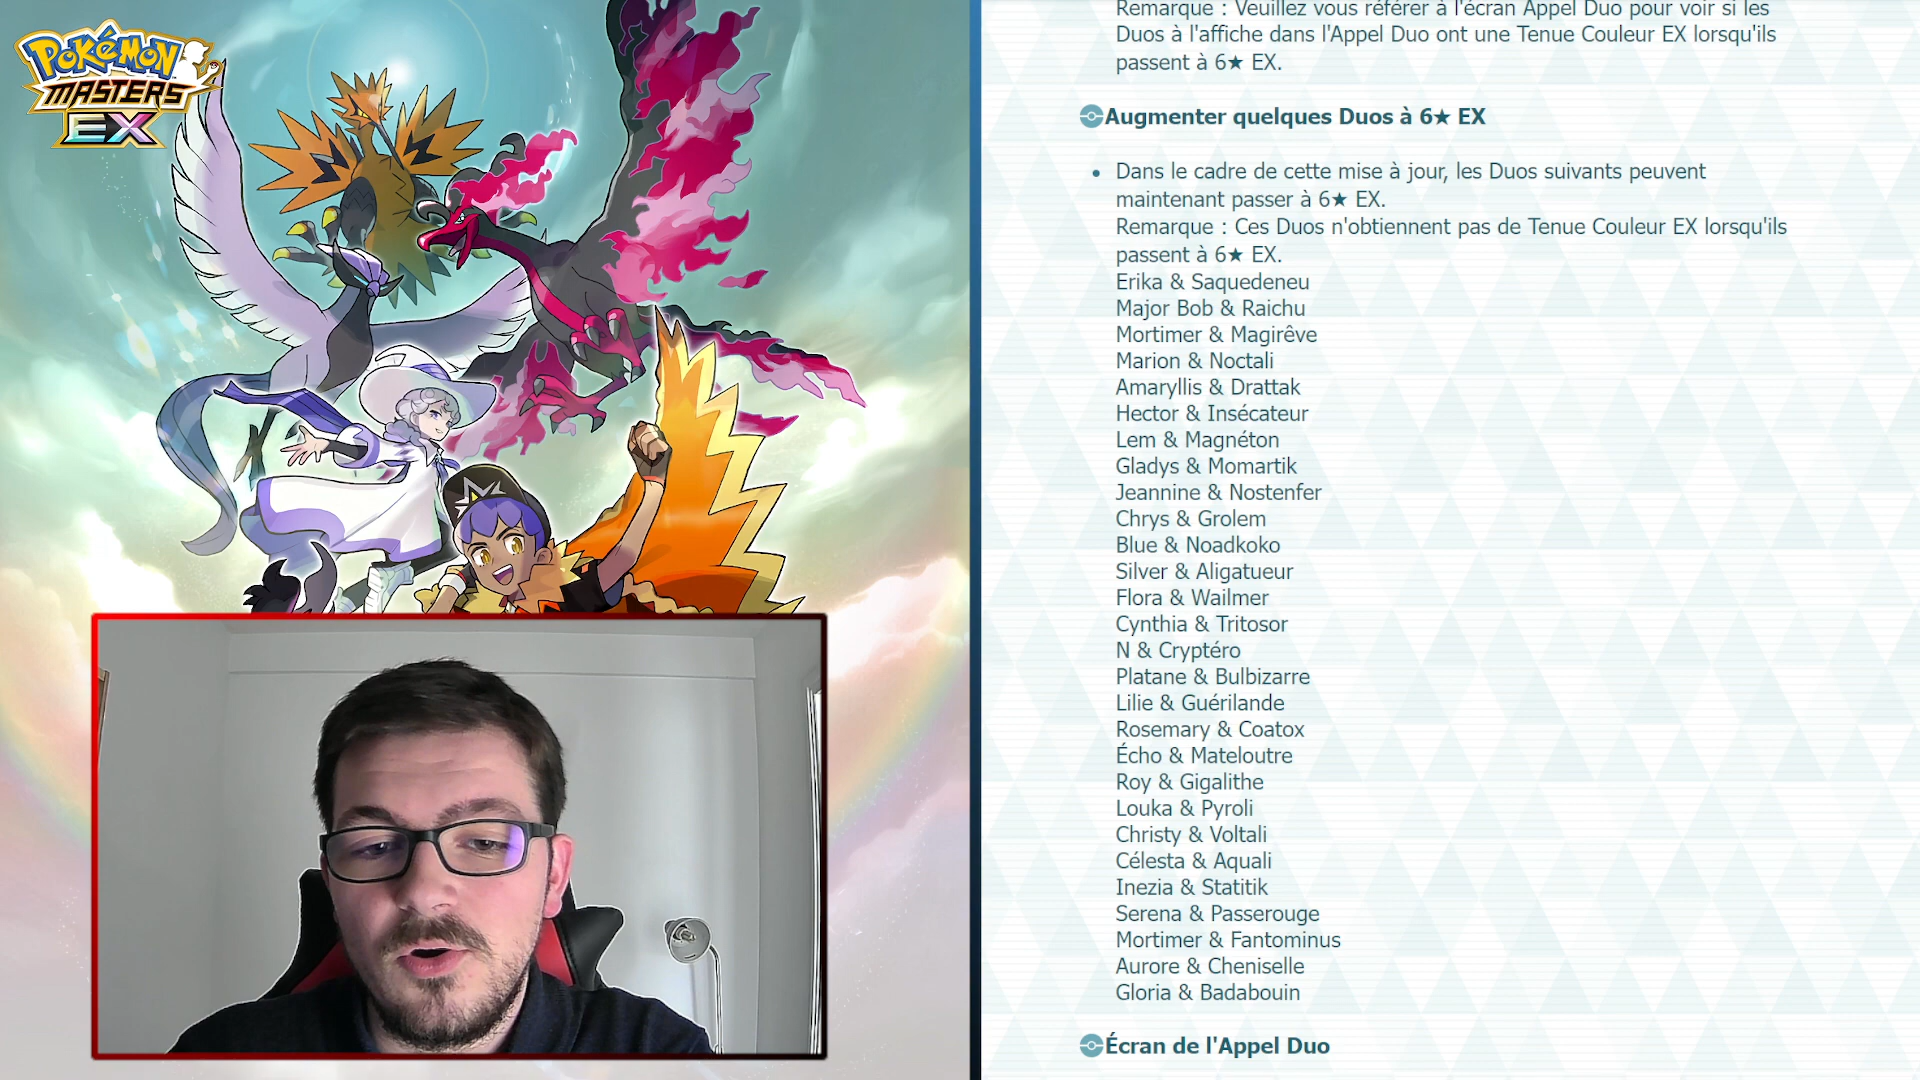 Pokémon
MASTERS
EX
Remarque : Veuillez vous référer à l'écran Appel Duo pour voir si les
Duos à l'affiche dans l'Appel Duo ont une Tenue Couleur EX lorsqu'ils
passent à 6★ EX.
Augmenter quelques Duos à 6★ EX
• Dans le cadre de cette mise à jour, les Duos suivants peuvent
maintenant passer à 6★ EX.
Remarque : Ces Duos n'obtiennent pas de Tenue Couleur EX lorsqu'ils
passent à 6★ EX.
Erika & Saquedeneu
Major Bob & Raichu
Mortimer & Magirêve
Marion & Noctali
Amaryllis & Drattak
Hector & Insécateur
Lem & Magnéton
Gladys & Momartik
Jeannine & Nostenfer
Chrys & Grolem
Blue & Noadkoko
Silver & Aligatueur
Flora & Wailmer
Cynthia & Tritosor
N & Cryptéro
Platane & Bulbizarre
Lilie & Guérilande
Rosemary & Coatox
Écho & Mateloutre
Roy & Gigalithe
Louka & Pyroli
Christy & Voltali
Célesta & Aquali
Inezia & Statitik
Serena & Passerouge
Mortimer & Fantominus
Aurore & Cheniselle
Gloria & Badabouin
Écran de l'Appel Duo